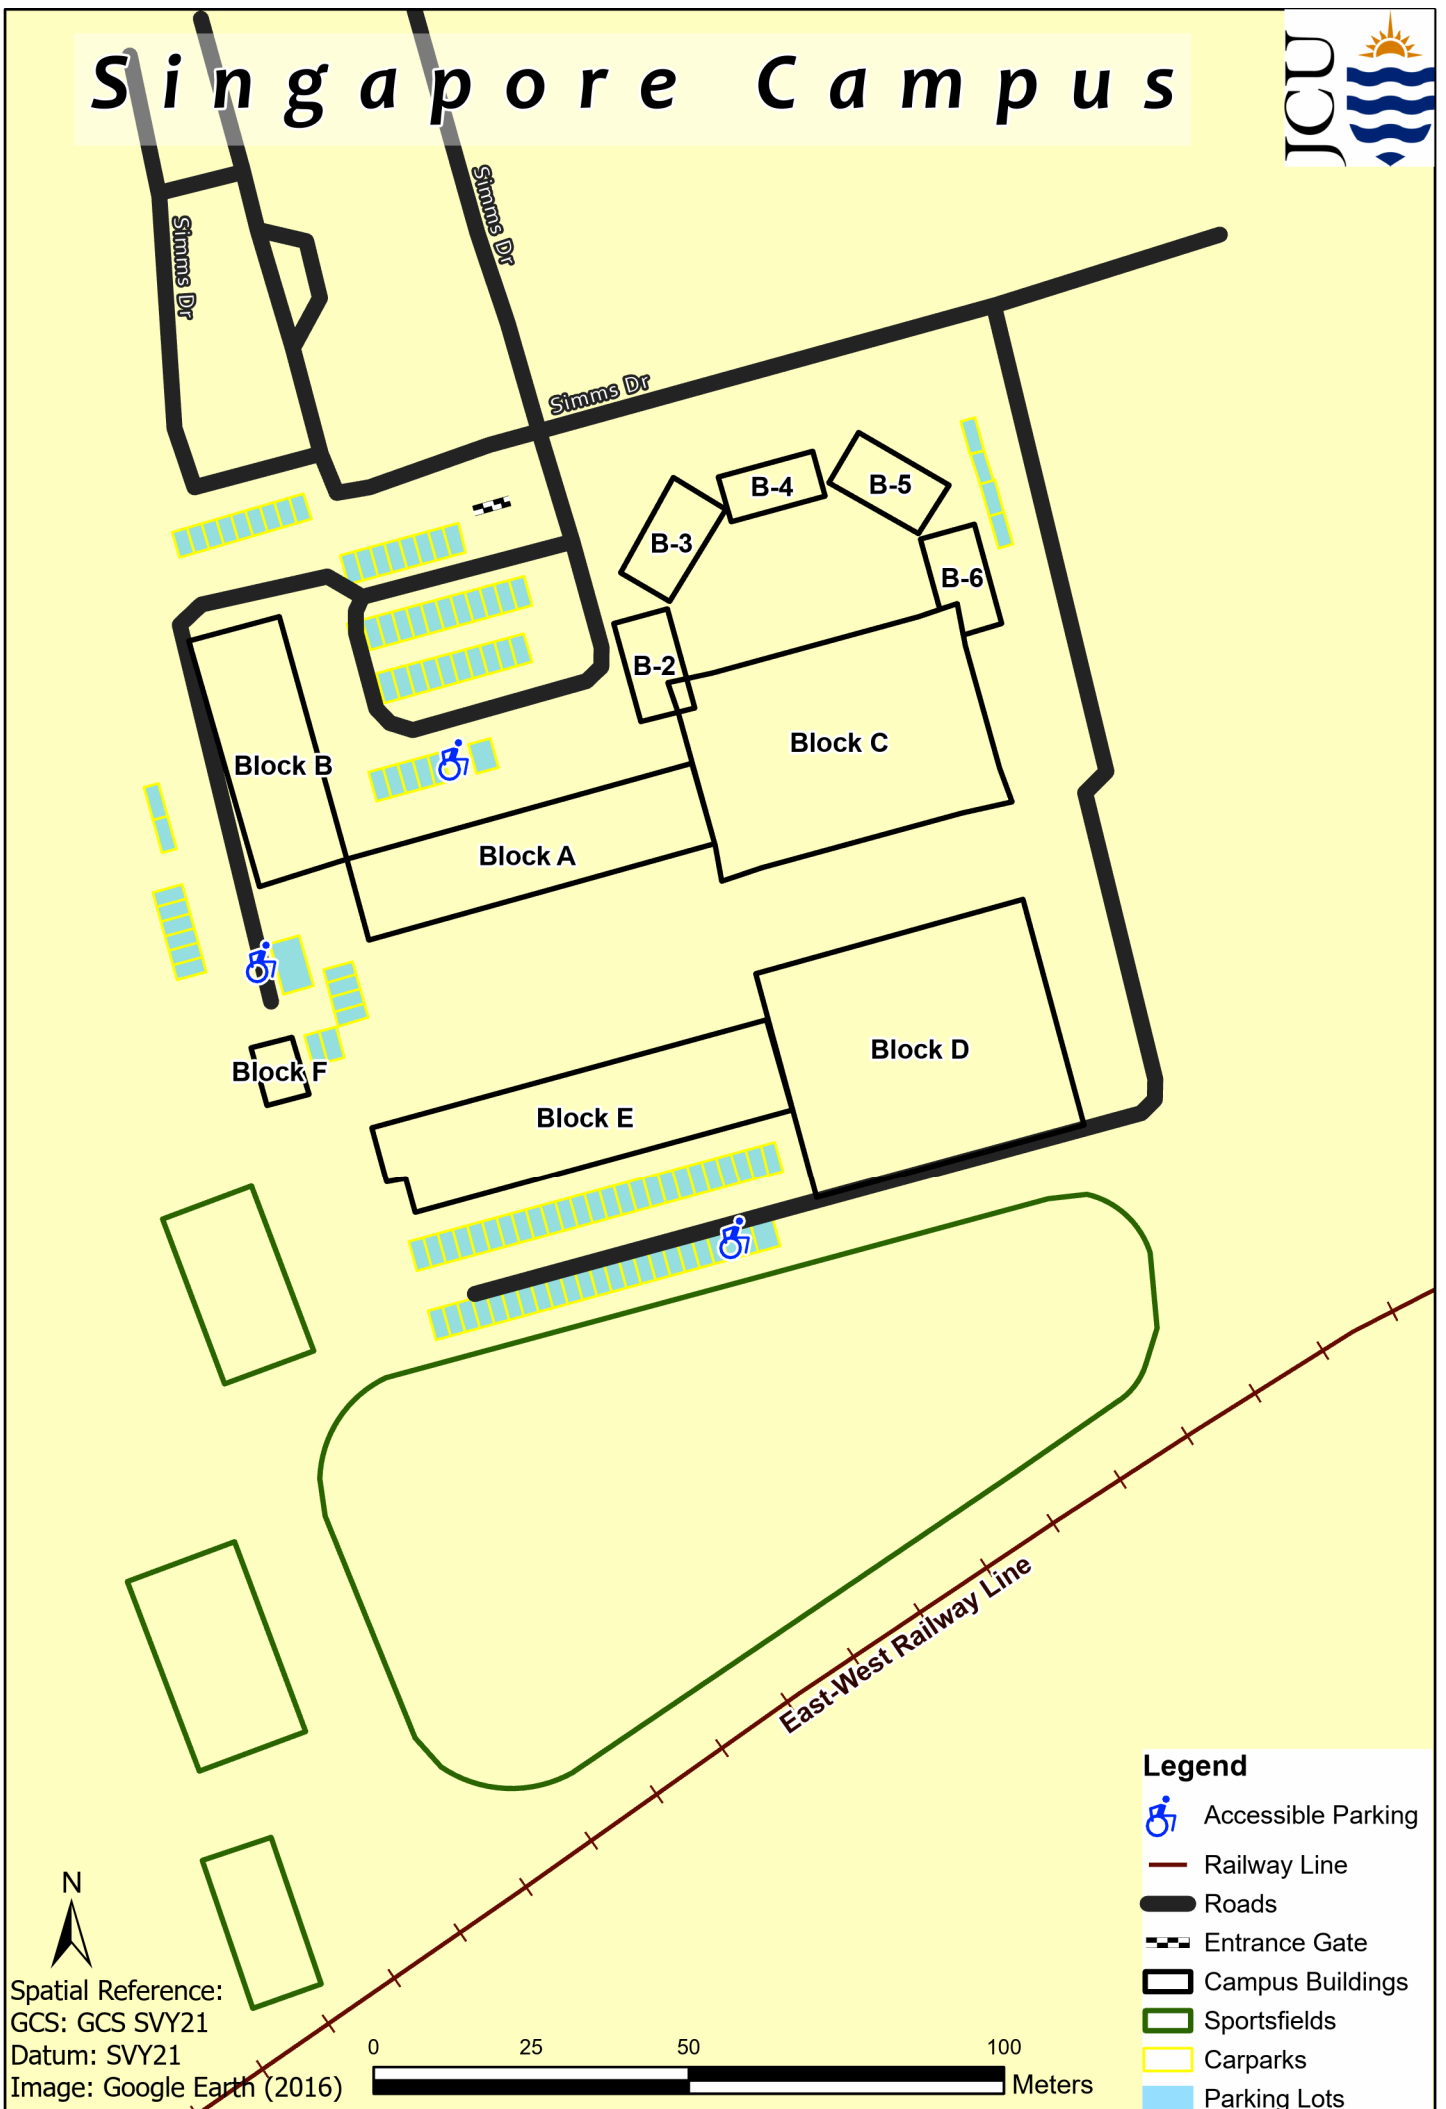 Singapore Campus
JCU
Simms Dr
Simms Dr
Simms Dr
B-4
B-5
B-3
B-6
B-2
Block C
Block B
Block A
Block D
Block F
Block E
East-West Railway Line
Legend
Accessible Parking
Railway Line
Roads
Entrance Gate
Campus Buildings
Sportsfields
Carparks
Parking Lots
N
Spatial Reference:
GCS: GCS SVY21
Datum: SVY21
Image: Google Earth (2016)
0 25 50 100
Meters